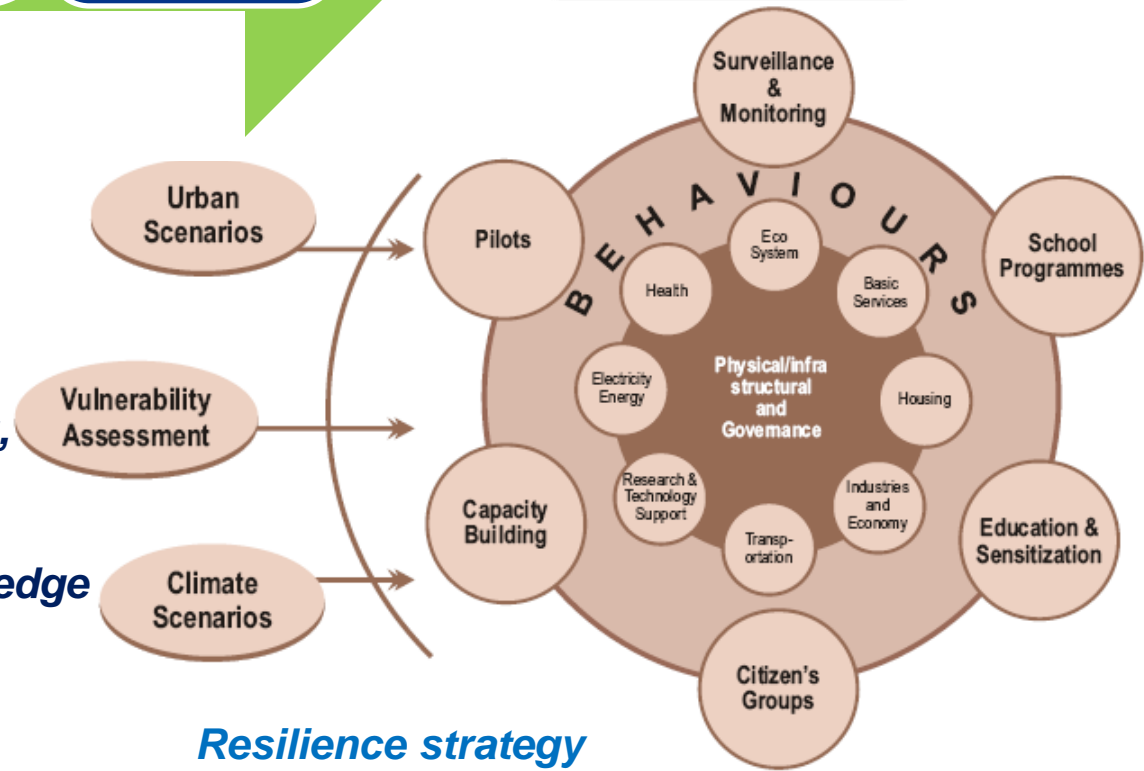 Surveillance
&
Monitoring
Urban
Scenarios
Pilots
BEHAVIOURS
Eco
System
School
Programmes
Health
Basic
Services
Vulnerability
Assessment
,
Electricity
Energy
Physical/infra
structural
and
Governance
Housing
Research &
Technology
Support
Industries
and
Economy
Capacity
Building
Transp-
ortation
Education &
Sensitization
edge
Climate
Scenarios
Citizen's
Groups
Resilience strategy